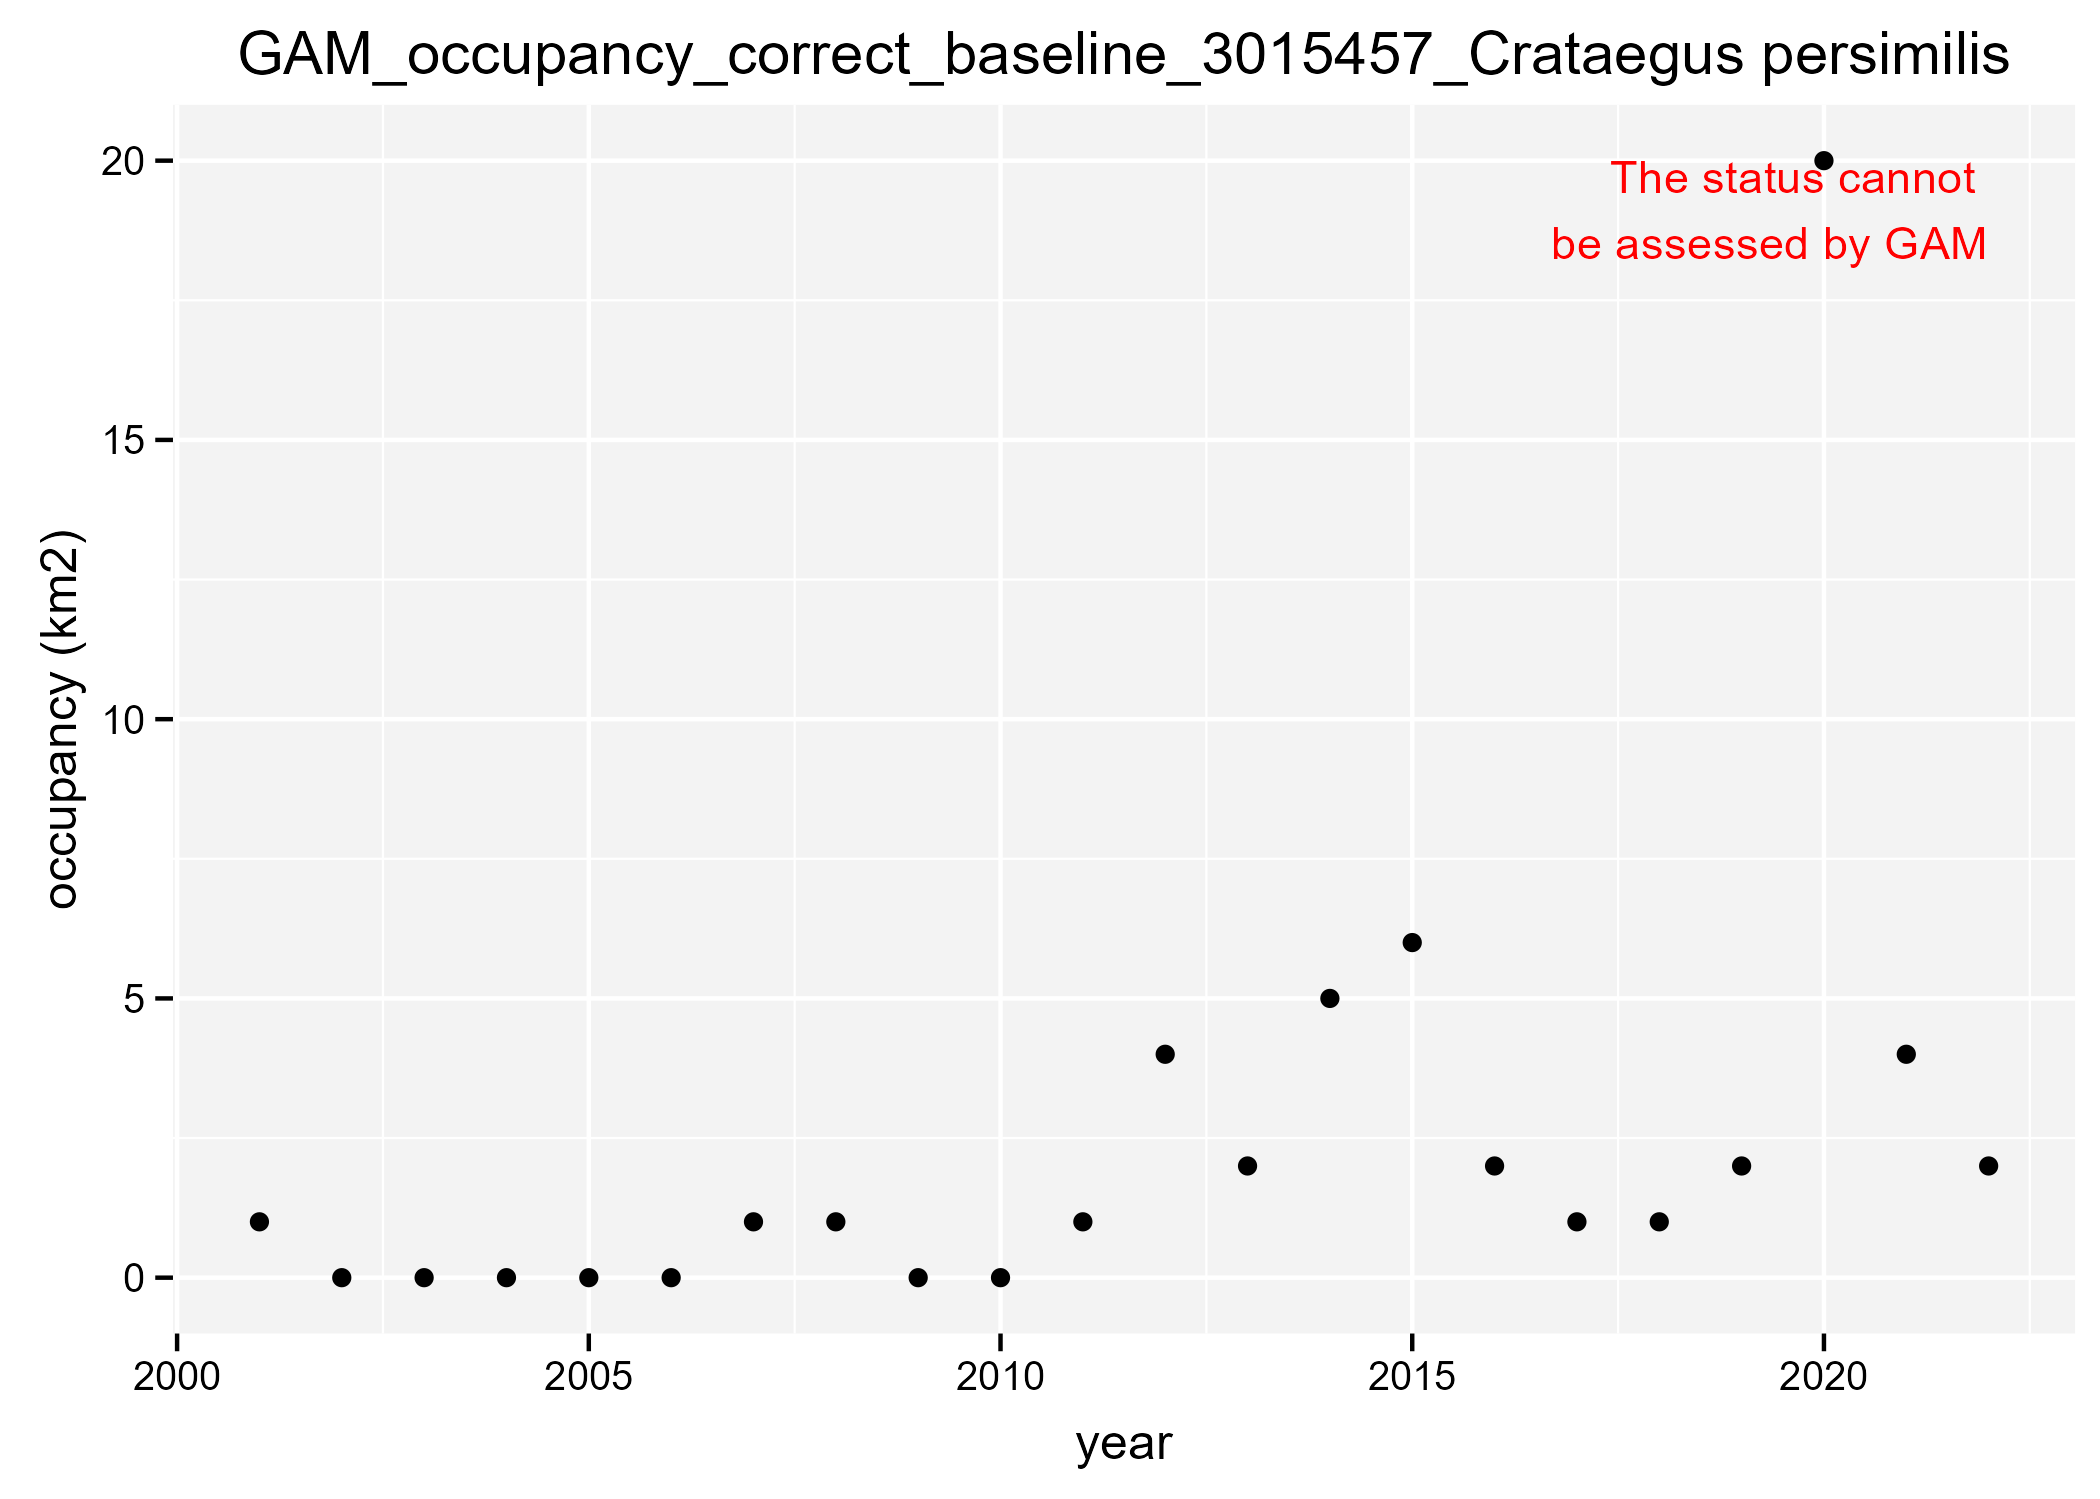 GAM_occupancy_correct_baseline_3015457_Crataegus persimilis
20
The status cannot
be assessed by GAM
15
occupancy (km2)
10
5
0
2000 2005 2010 2015 2020
year